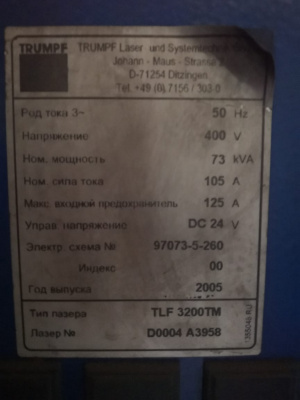 TRUMPF
TRUMPF Laser- und Systemtechnik
Johann - Maus - Strasse
D-71254 Ditzingen
Tel. +49 (0) 7156 / 303-0
Род тока 3~ 50 Hz
Напряжение 400 V
Ном. мощность 73 kVA
Ном. сила тока 105 A
Макс. входной предохранитель 125 A
Управ. напряжение DC 24 V
Электр. схема № 97073-5-260
Индекс 00
Год выпуска 2005
Тип лазера TLF 3200TM
Лазер № D0004 A3958